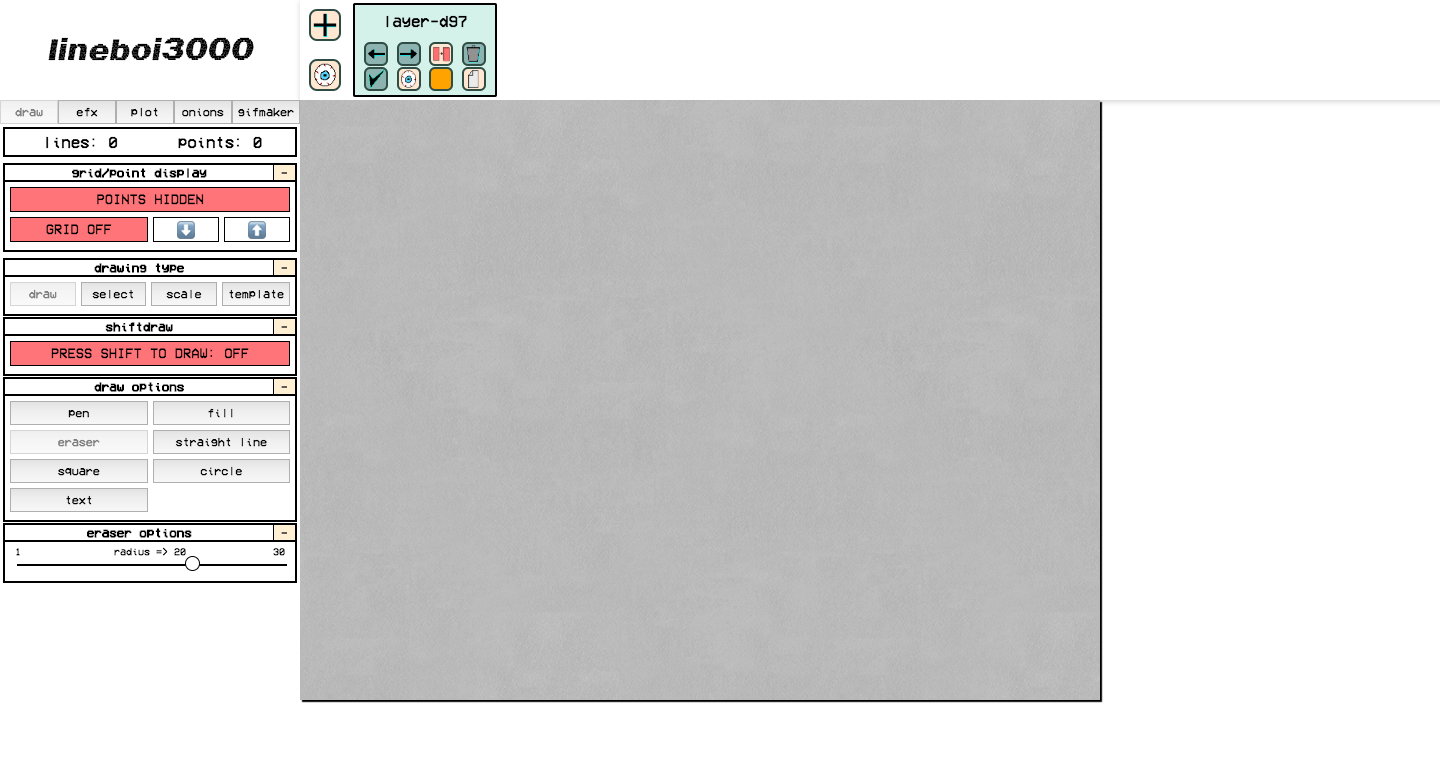 lineboi3000
layer-d97
draw efx plot onions gifmaker
lines: 0 points: 0
grid/point display -
POINTS HIDDEN
GRID OFF
drawing type -
draw select scale template
shiftdraw -
PRESS SHIFT TO DRAW: OFF
draw options -
pen fill
eraser straight line
square circle
text
eraser options -
1 radius => 20 30